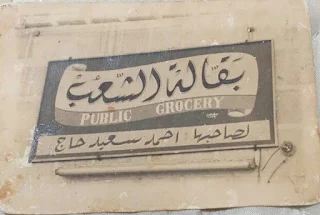 بقالة الشعب
PUBLIC GROCERY
لصاحبها احمد سعيد حاج